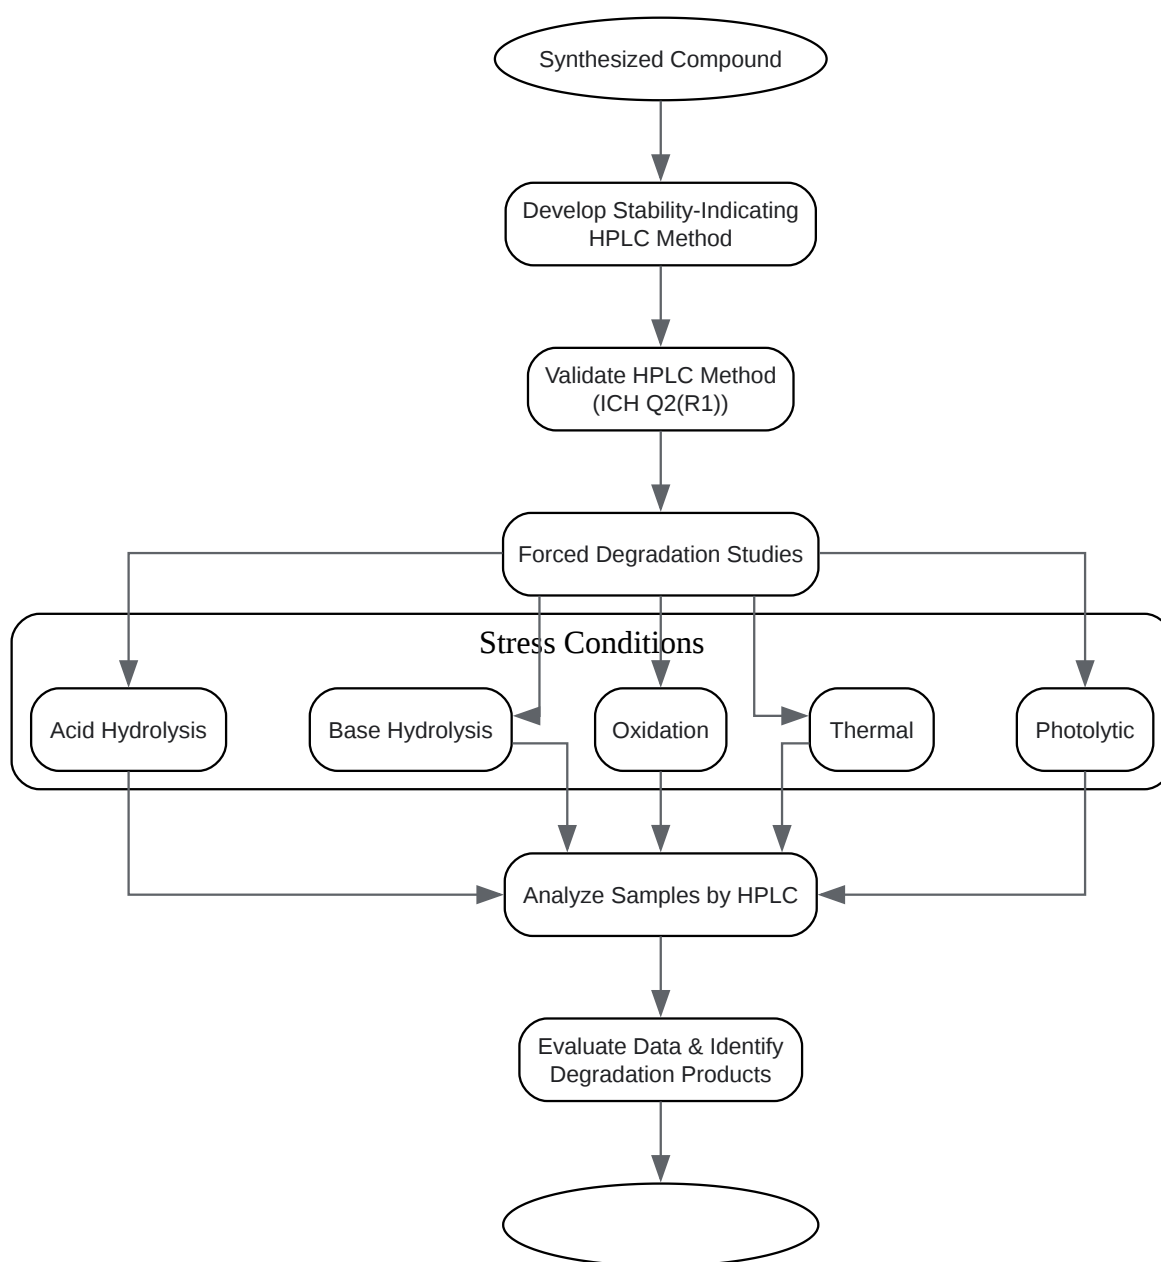 Synthesized Compound
Develop Stability-Indicating
HPLC Method
Validate HPLC Method
(ICH Q2(R1))
Forced Degradation Studies
Stress Conditions
Acid Hydrolysis
Base Hydrolysis
Oxidation
Thermal
Photolytic
Analyze Samples by HPLC
Evaluate Data & Identify
Degradation Products